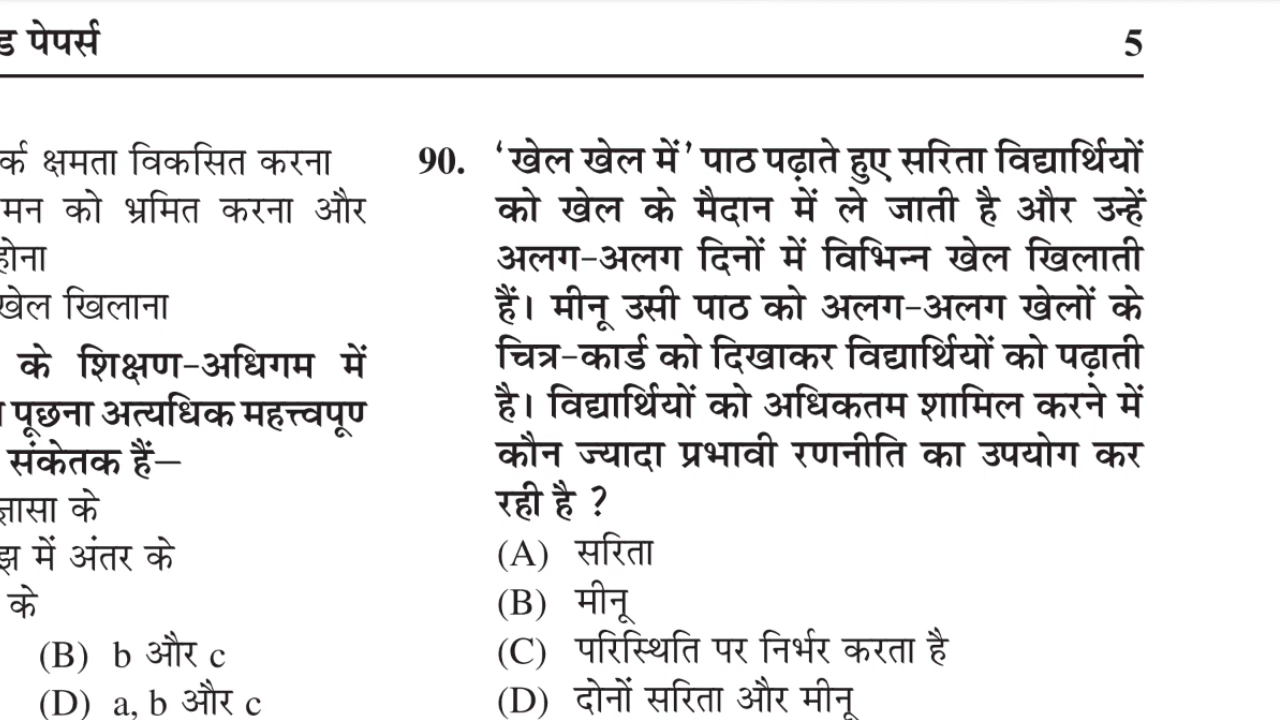 ड पेपर्स
5
र्क क्षमता विकसित करना
मन को भ्रमित करना और
होना
खेल खिलाना
के शिक्षण-अधिगम में
पूछना अत्यधिक महत्त्वपूण
संकेतक हैं—
ज्ञासा के
झ में अंतर के
के
(B) b और c
(D) a, b और c
90. ‘खेल खेल में’ पाठ पढ़ाते हुए सरिता विद्यार्थियों
को खेल के मैदान में ले जाती है और उन्हें
अलग-अलग दिनों में विभिन्न खेल खिलाती
हैं। मीनू उसी पाठ को अलग-अलग खेलों के
चित्र-कार्ड को दिखाकर विद्यार्थियों को पढ़ाती
है। विद्यार्थियों को अधिकतम शामिल करने में
कौन ज्यादा प्रभावी रणनीति का उपयोग कर
रही है ?
(A) सरिता
(B) मीनू
(C) परिस्थिति पर निर्भर करता है
(D) दोनों सरिता और मीनू